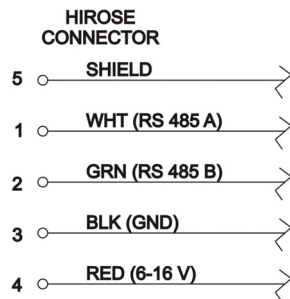 HIROSE
CONNECTOR
5 SHIELD
1 WHT (RS 485 A)
2 GRN (RS 485 B)
3 BLK (GND)
4 RED (6-16 V)